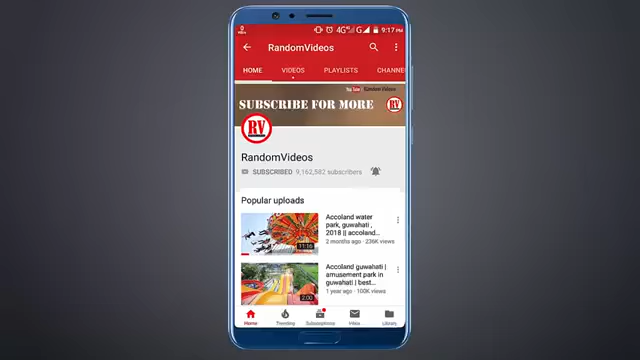 4G
G
9:17 PM
RandomVideos
HOME
VIDEOS
PLAYLISTS
CHANNE
YouTube Random Videos
SUBSCRIBE FOR MORE
RV
RV
RandomVideos
SUBSCRIBED 9,162,582 subscribers
Popular uploads
Accoland water
park, guwahati ,
2018 || accoland...
2 months ago · 236K views
11:16
Accoland guwahati |
amusement park in
guwahati | best...
1 year ago · 100K views
2:00
Home
Trending
Subscriptions
Inbox
Library